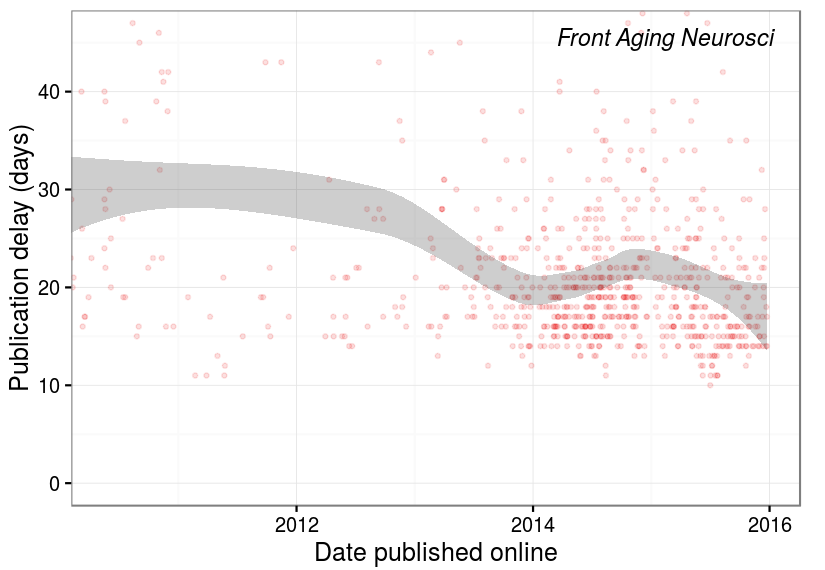 Front Aging Neurosci
Publication delay (days)
40
30
20
10
0
2012 2014 2016
Date published online